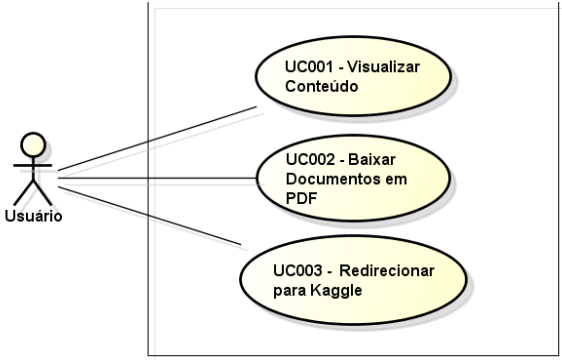 UC001 - Visualizar
Conteúdo
UC002 - Baixar
Documentos em
PDF
Usuário
UC003 - Redirecionar
para Kaggle